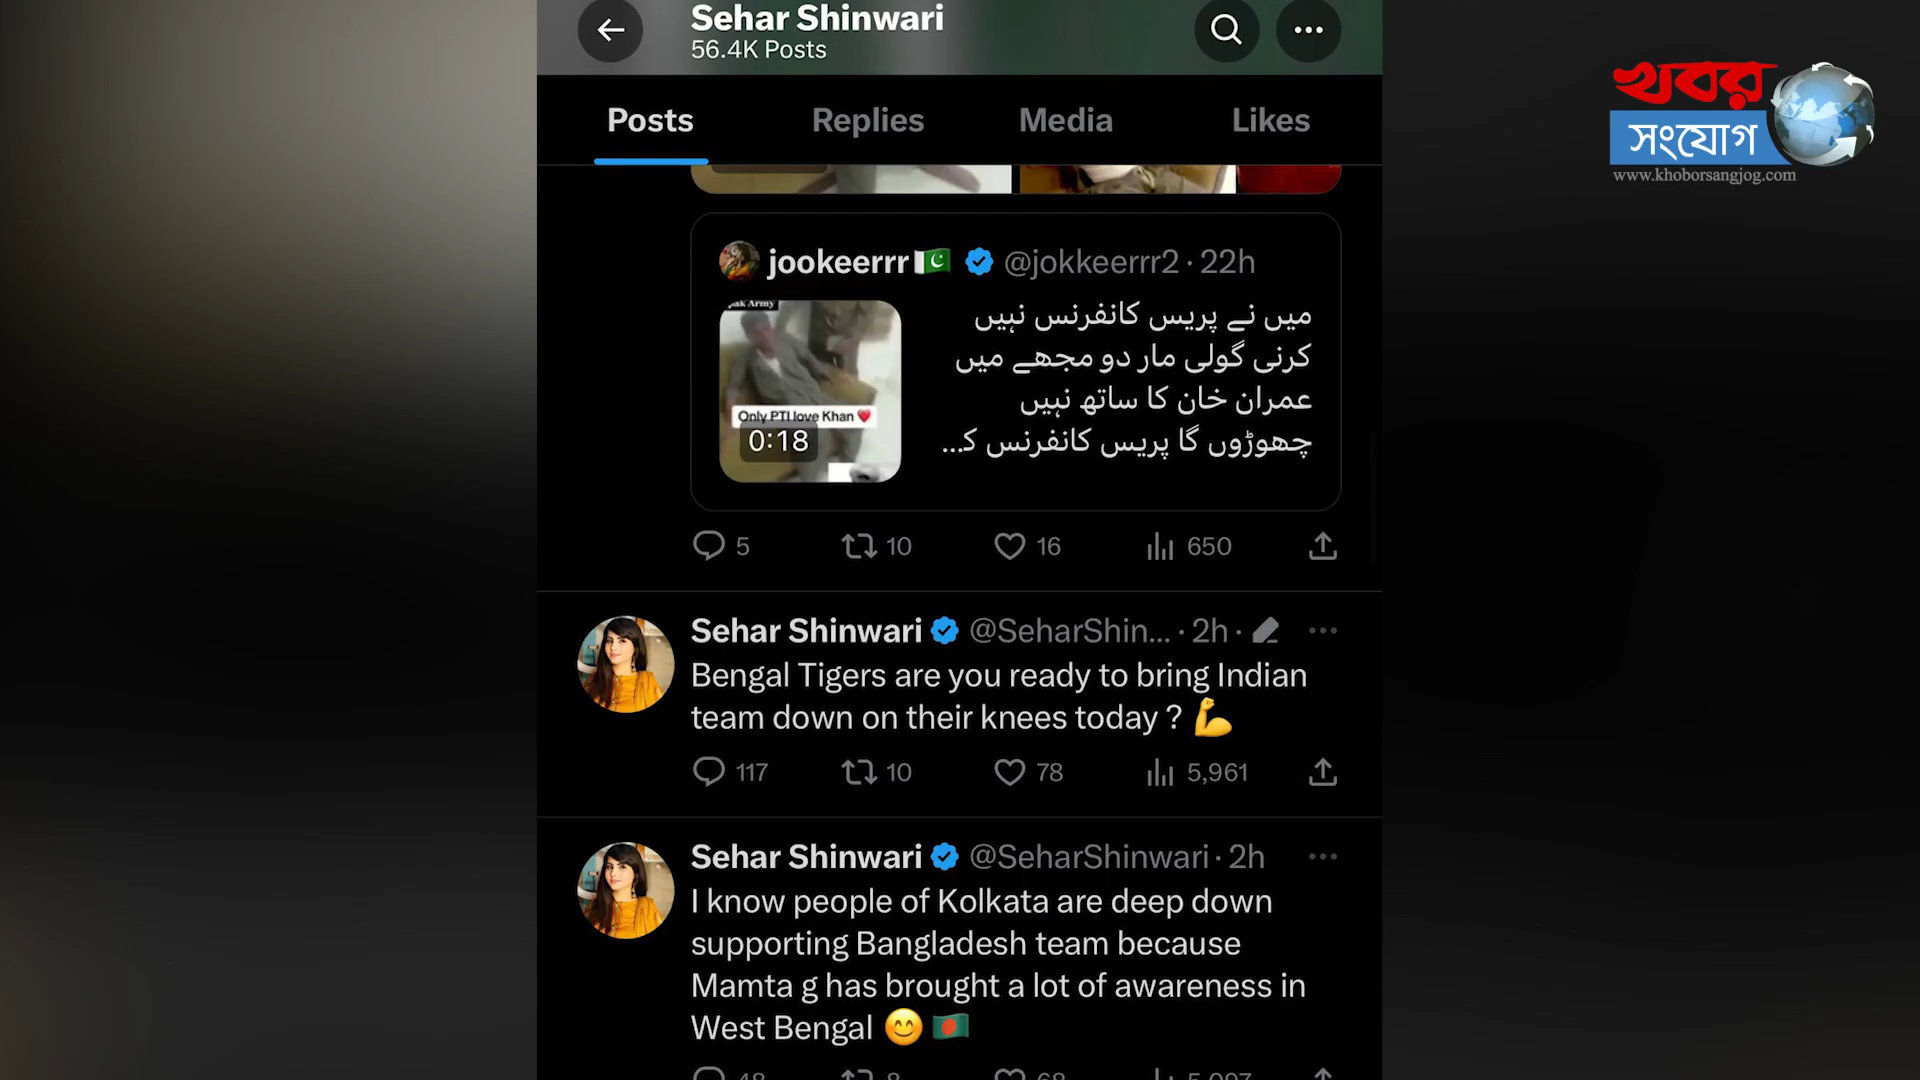 Sehar Shinwari
56.4K Posts
খবর
সংযোগ
www.khoborsangjog.com
Posts Replies Media Likes
jookeerrr @jokkeerrr2 · 22h
pak Army
Only PTI love Khan
0:18
میں نے پریس کانفرنس نہیں
کرنی گولی مار دو مجھے میں
عمران خان کا ساتھ نہیں
چھوڑوں گا پریس کانفرنس ک...
5 10 16 650
Sehar Shinwari @SeharShin... · 2h ·
Bengal Tigers are you ready to bring Indian
team down on their knees today ? 💪
117 10 78 5,961
Sehar Shinwari @SeharShinwari · 2h
I know people of Kolkata are deep down
supporting Bangladesh team because
Mamta g has brought a lot of awareness in
West Bengal 😊 🇧🇩